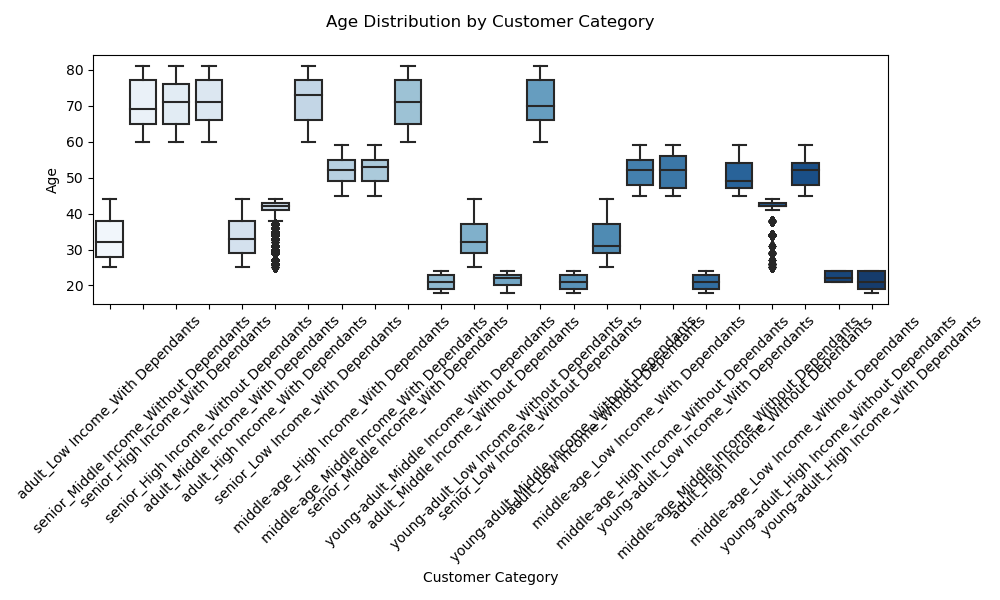 Age Distribution by Customer Category
Age
80
70
60
50
40
30
20
adult_Low Income_With Dependants
senior_Middle Income_Without Dependants
senior_High Income_With Dependants
senior_High Income_Without Dependants
adult_Middle Income_With Dependants
adult_High Income_With Dependants
senior_Low Income_With Dependants
middle-age_High Income_With Dependants
middle-age_Middle Income_With Dependants
senior_Middle Income_With Dependants
young-adult_Middle Income_With Dependants
adult_Middle Income_Without Dependants
young-adult_Low Income_Without Dependants
senior_Low Income_Without Dependants
young-adult_Middle Income_Without Dependants
adult_Low Income_Without Dependants
middle-age_Low Income_With Dependants
middle-age_High Income_Without Dependants
young-adult_Low Income_With Dependants
middle-age_Middle Income_Without Dependants
adult_High Income_Without Dependants
middle-age_Low Income_Without Dependants
young-adult_High Income_Without Dependants
young-adult_High Income_With Dependants
Customer Category